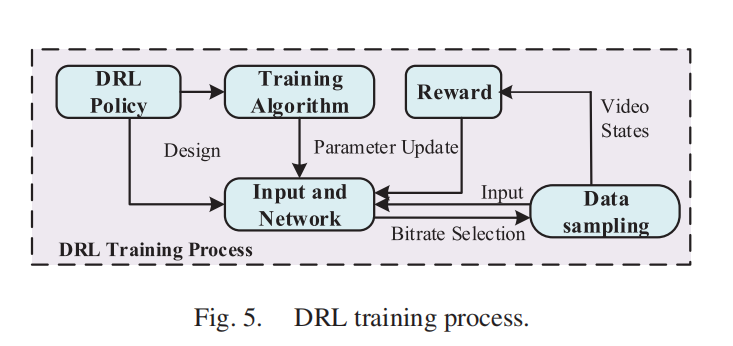 DRL
Policy
Training
Algorithm
Reward
Video
States
Design
Parameter Update
Input and
Network
Input
Bitrate Selection
Data
sampling
DRL Training Process
Fig. 5. DRL training process.